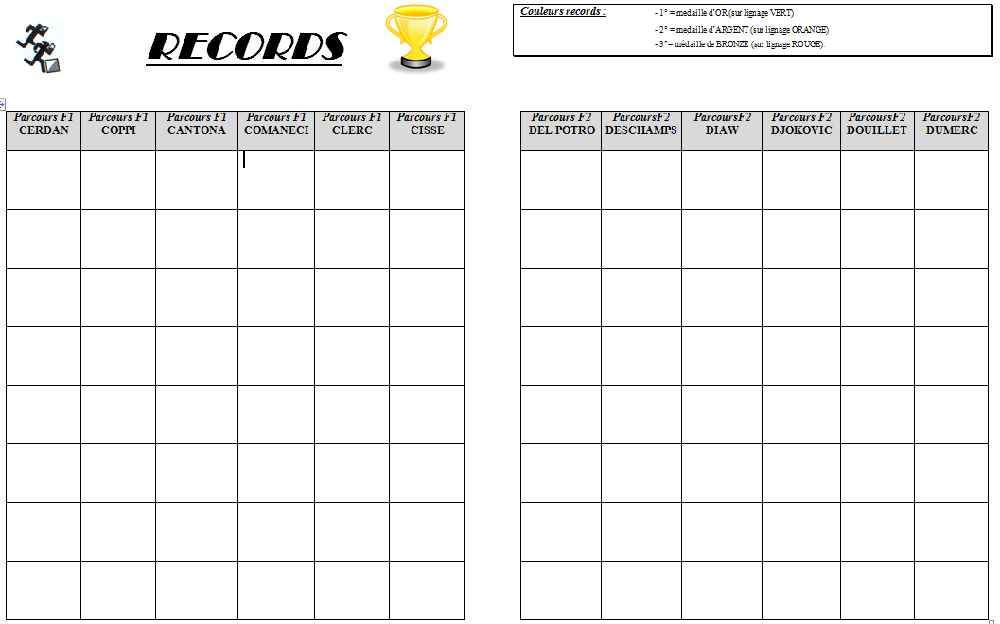 RECORDS
Couleurs records :
- 1° = médaille d'OR (sur lignage VERT)
- 2° = médaille d'ARGENT (sur lignage ORANGE)
- 3°= médaille de BRONZE (sur lignage ROUGE).
Parcours F1 Parcours F1 Parcours F1 Parcours F1 Parcours F1 Parcours F1
CERDAN COPPI CANTONA COMANECI CLERC CISSE
Parcours F2 ParcoursF2 ParcoursF2 Parcours F2 ParcoursF2 ParcoursF2
DEL POTRO DESCHAMPS DIAW DJOKOVIC DOUILLET DUMERC